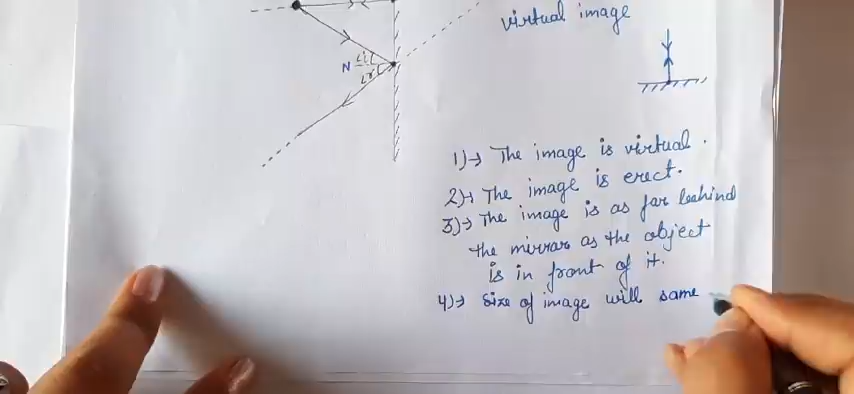 virtual image
N ∠i
∠r
1)→ The image is virtual.
2)→ The image is erect.
3)→ The image is as far behind
the mirror as the object
is in front of it.
4)→ Size of image will same